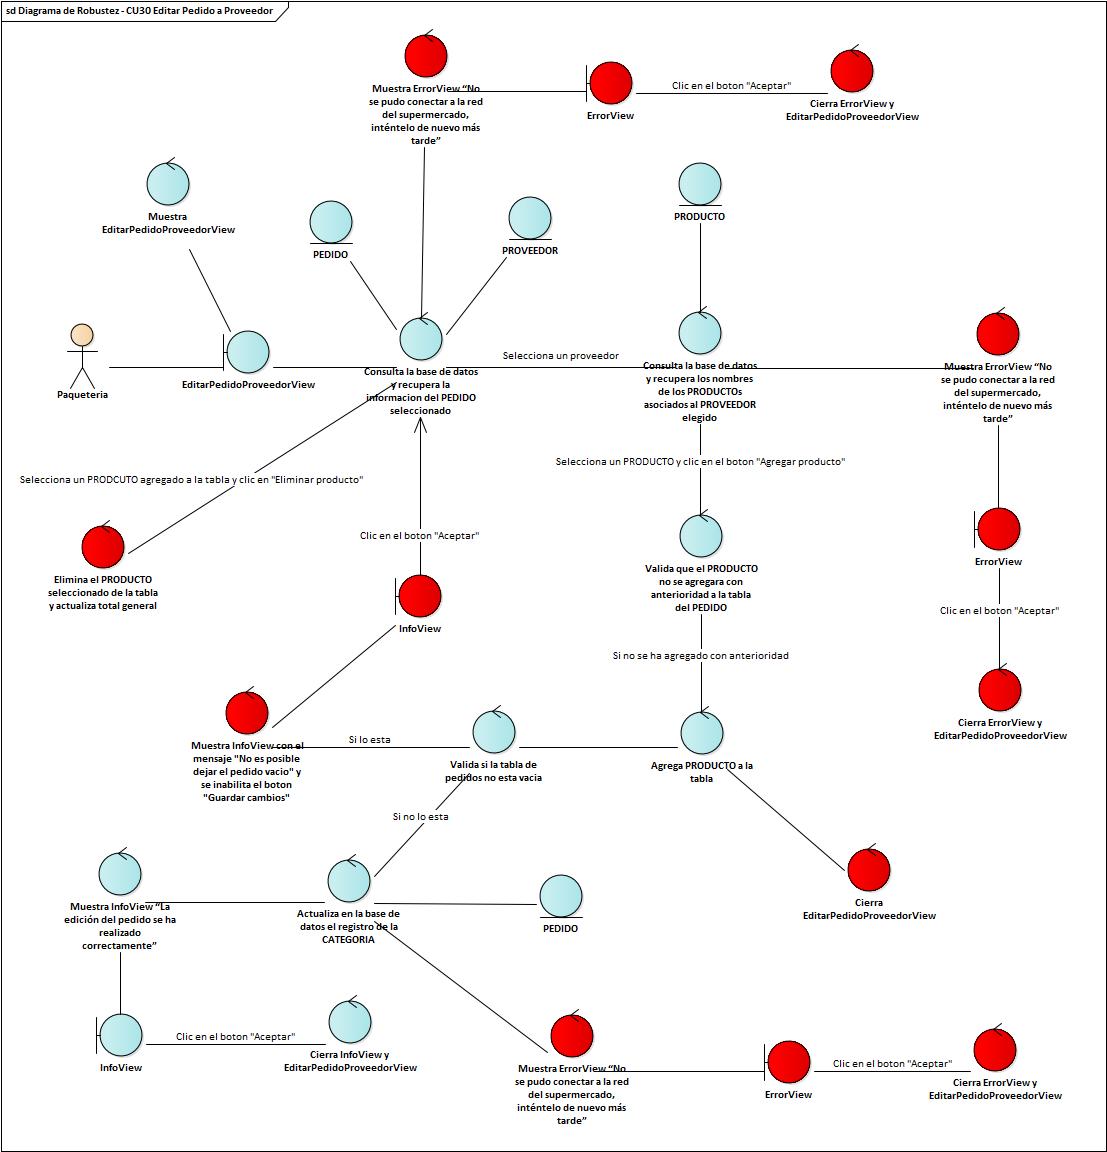 sd Diagrama de Robustez - CU30 Editar Pedido a Proveedor
Muestra ErrorView “No
se pudo conectar a la red
del supermercado,
inténtelo de nuevo más
tarde”
ErrorView
Clic en el boton "Aceptar"
Cierra ErrorView y
EditarPedidoProveedorView
Muestra
EditarPedidoProveedorView
PEDIDO
PROVEEDOR
PRODUCTO
Paqueteria
EditarPedidoProveedorView
Consulta la base de datos
y recupera la
informacion del PEDIDO
seleccionado
Selecciona un proveedor
Consulta la base de datos
y recupera los nombres
de los PRODUCTOs
asociados al PROVEEDOR
elegido
Muestra ErrorView “No
se pudo conectar a la red
del supermercado,
inténtelo de nuevo más
tarde”
Selecciona un PRODCUTO agregado a la tabla y clic en "Eliminar producto"
Selecciona un PRODUCTO y clic en el boton "Agregar producto"
Clic en el boton "Aceptar"
Elimina el PRODUCTO
seleccionado de la tabla
y actualiza total general
InfoView
Valida que el PRODUCTO
no se agregara con
anterioridad a la tabla
del PEDIDO
ErrorView
Clic en el boton "Aceptar"
Si no se ha agregado con anterioridad
Cierra ErrorView y
EditarPedidoProveedorView
Muestra InfoView con el
mensaje "No es posible
dejar el pedido vacio" y
se inabilita el boton
"Guardar cambios"
Si lo esta
Valida si la tabla de
pedidos no esta vacia
Agrega PRODUCTO a la
tabla
Si no lo esta
Muestra InfoView “La
edición del pedido se ha
realizado
correctamente”
Actualiza en la base de
datos el registro de la
CATEGORIA
PEDIDO
Cierra
EditarPedidoProveedorView
InfoView
Clic en el boton "Aceptar"
Cierra InfoView y
EditarPedidoProveedorView
Muestra ErrorView “No
se pudo conectar a la red
del supermercado,
inténtelo de nuevo más
tarde”
ErrorView
Clic en el boton "Aceptar"
Cierra ErrorView y
EditarPedidoProveedorView